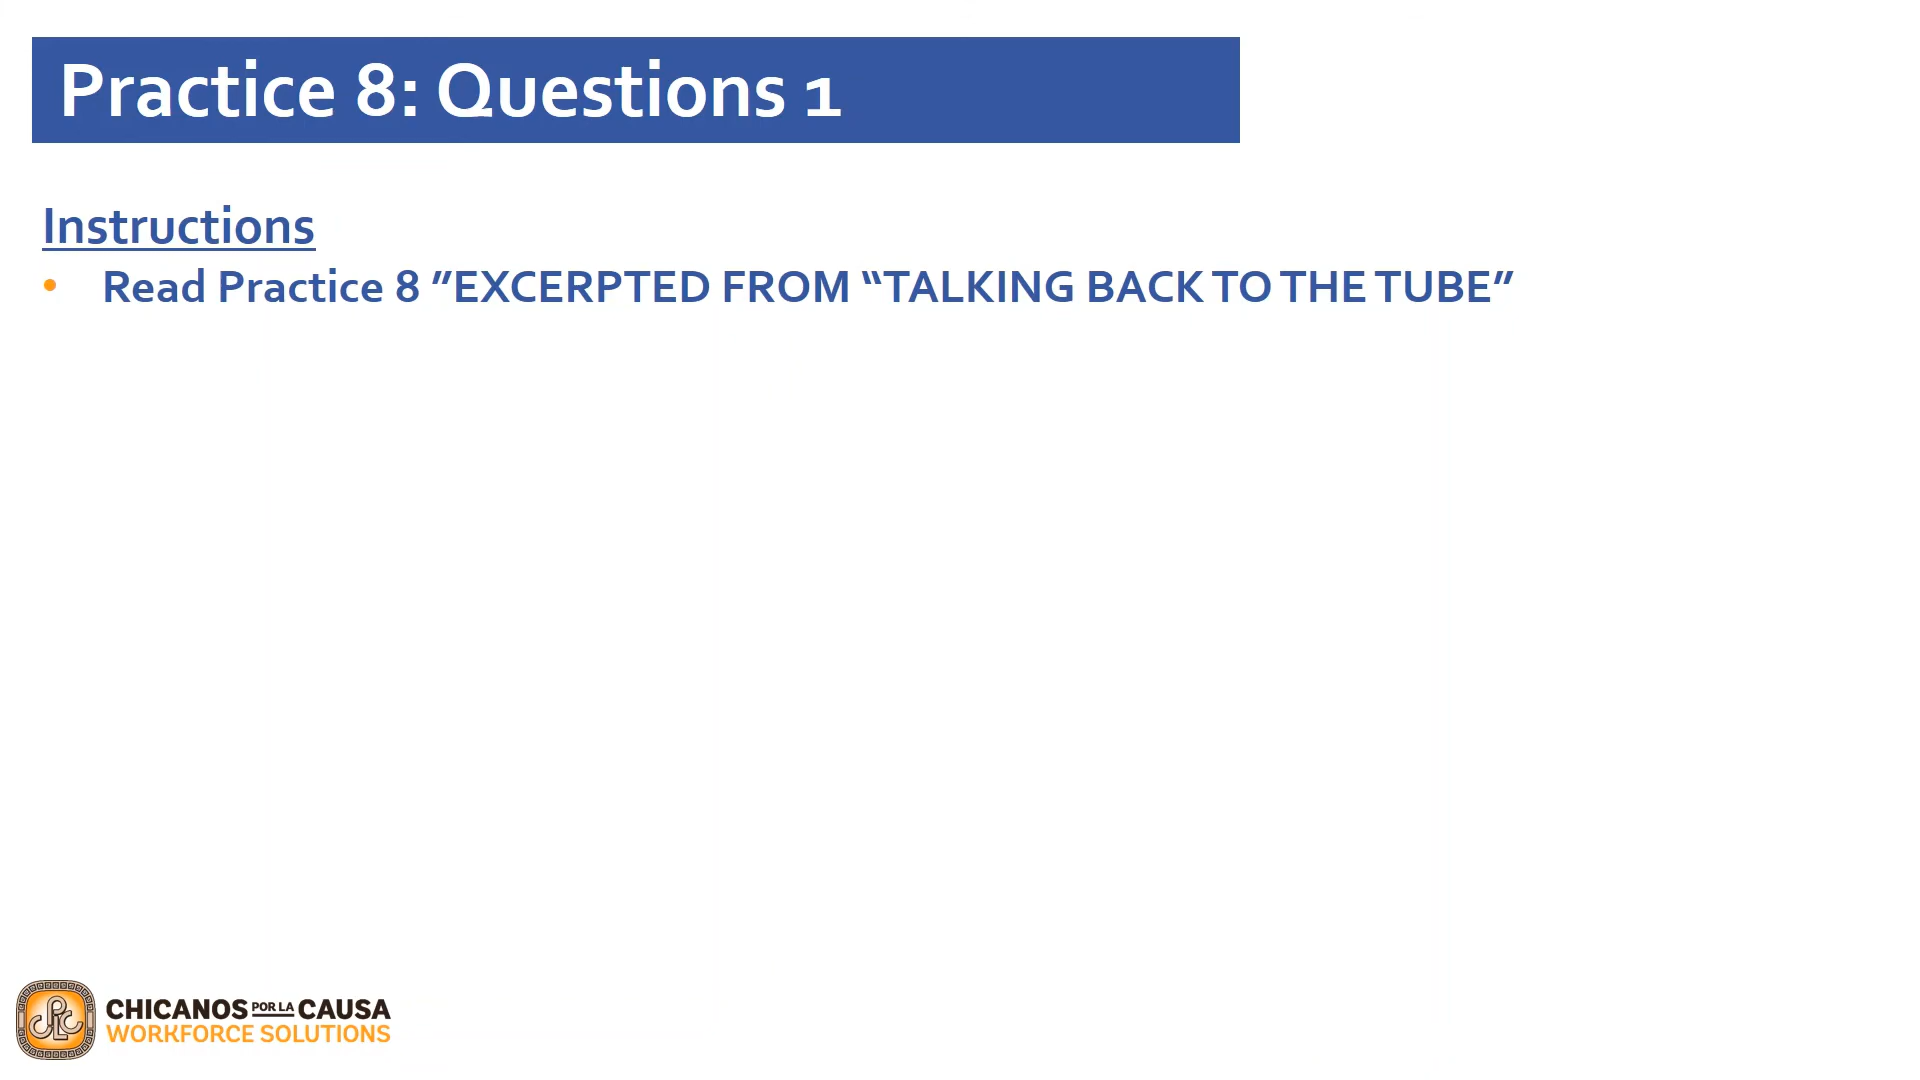 Practice 8: Questions 1
Instructions
• Read Practice 8 ”EXCERPTED FROM “TALKING BACK TO THE TUBE”
CHICANOS POR LA CAUSA
WORKFORCE SOLUTIONS